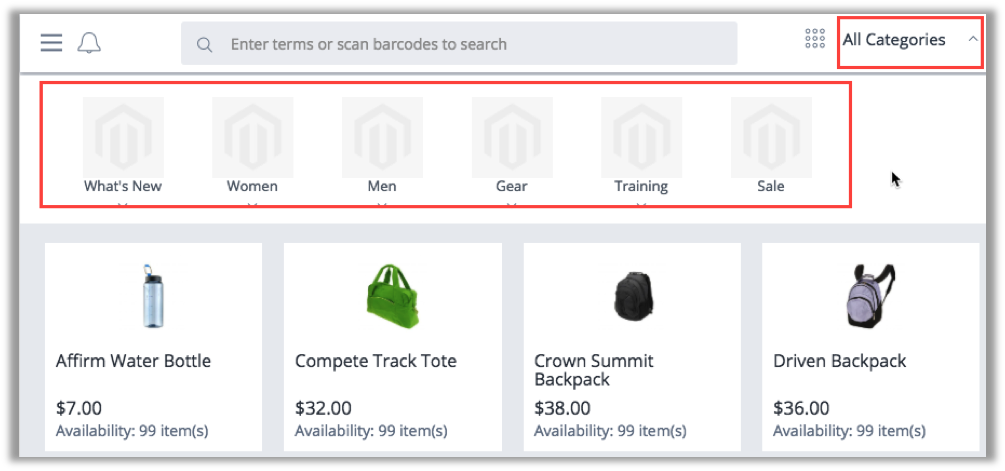 Enter terms or scan barcodes to search
All Categories
What's New
Women
Men
Gear
Training
Sale
Affirm Water Bottle
$7.00
Availability: 99 item(s)
Compete Track Tote
$32.00
Availability: 99 item(s)
Crown Summit
Backpack
$38.00
Availability: 99 item(s)
Driven Backpack
$36.00
Availability: 99 item(s)